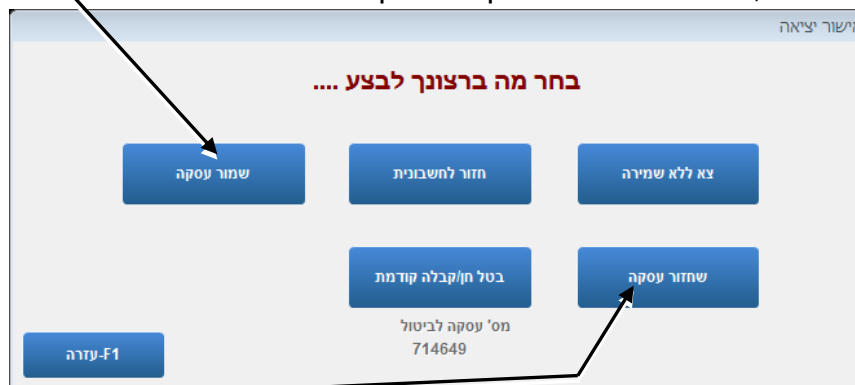 אישור יציאה
בחר מה ברצונך לבצע ....
צא ללא שמירה
חזור לחשבונית
שמור עסקה
שחזור עסקה
בטל חן/קבלה קודמת
מס' עסקה לביטול
714649
F1-עזרה